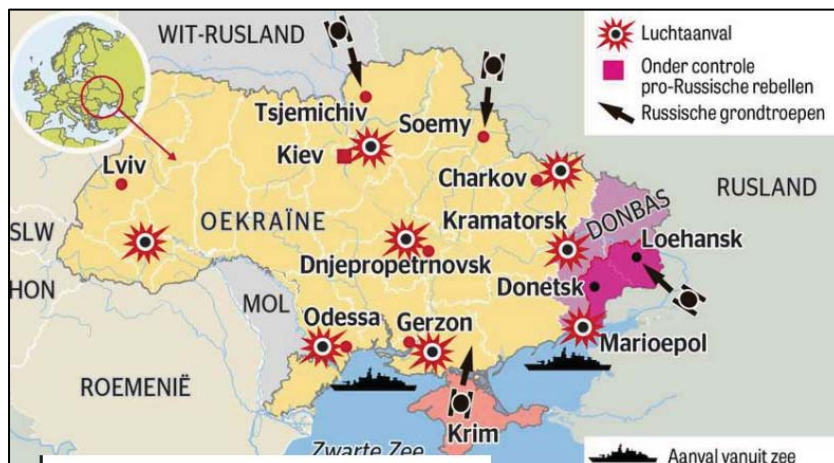 WIT-RUSLAND
Luchtaanval
Onder controle
pro-Russische rebellen
Russische grondtroepen
Tsjemichiv
Soemy
Kiev
Lviv
Charkov
RUSLAND
OEKRAÏNE
Kramatorsk
DONBAS
SLW
Loehansk
Dnjepropetrnovsk
HON
Donetsk
MOL
Odessa
Gerzon
Marioepol
ROEMENIË
Krim
Zwarte Zee
Aanval vanuit zee